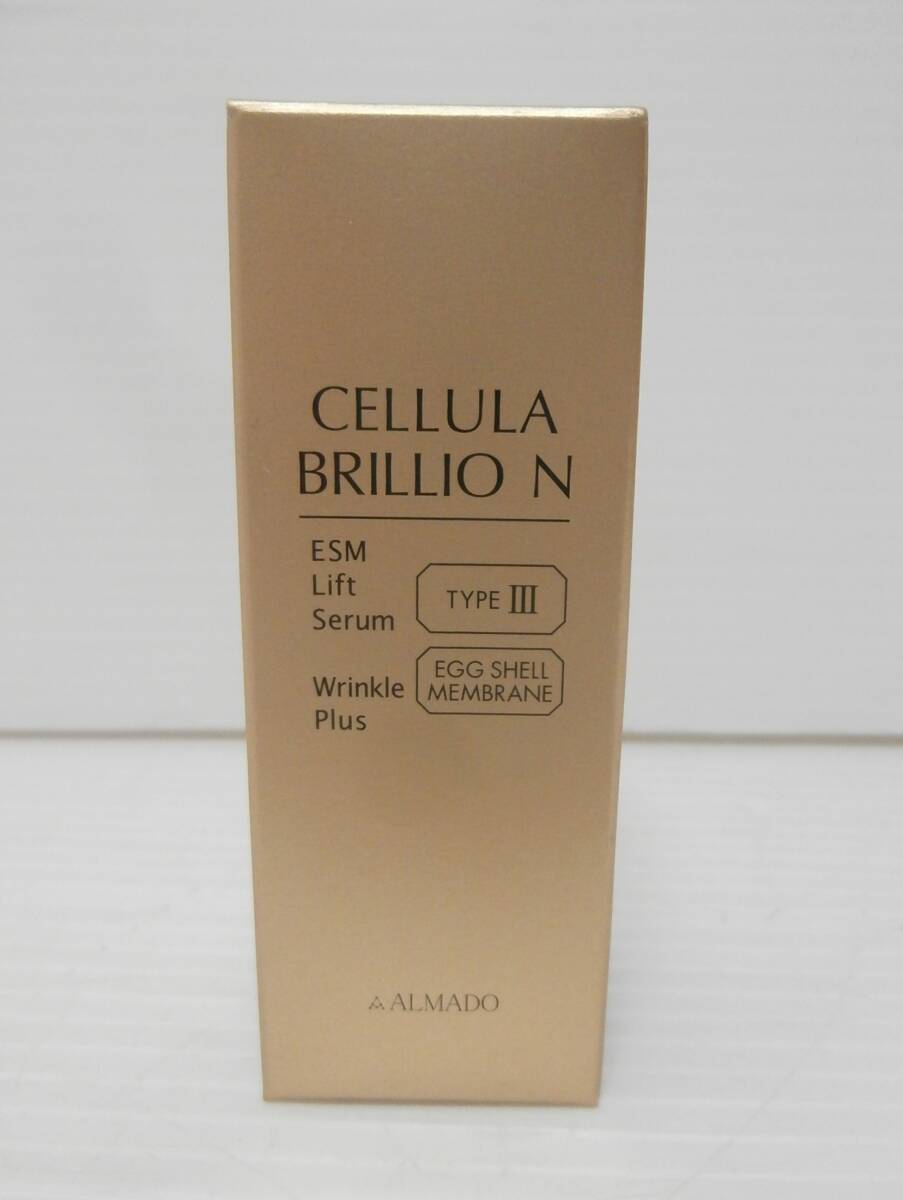 CELLULA
BRILLIO N
ESM
Lift
Serum
TYPE III
Wrinkle
Plus
EGG SHELL
MEMBRANE
ALMADO